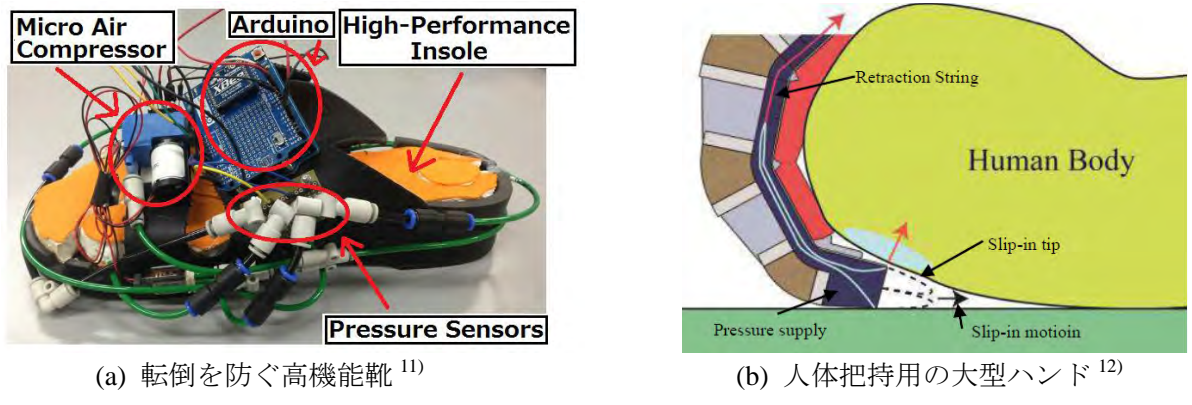 Micro Air
Compressor
Arduino
High-Performance
Insole
XBee
Pressure Sensors
(a) 転倒を防ぐ高機能靴 11)
Retraction String
Human Body
Slip-in tip
Pressure supply
Slip-in motioin
(b) 人体把持用の大型ハンド 12)